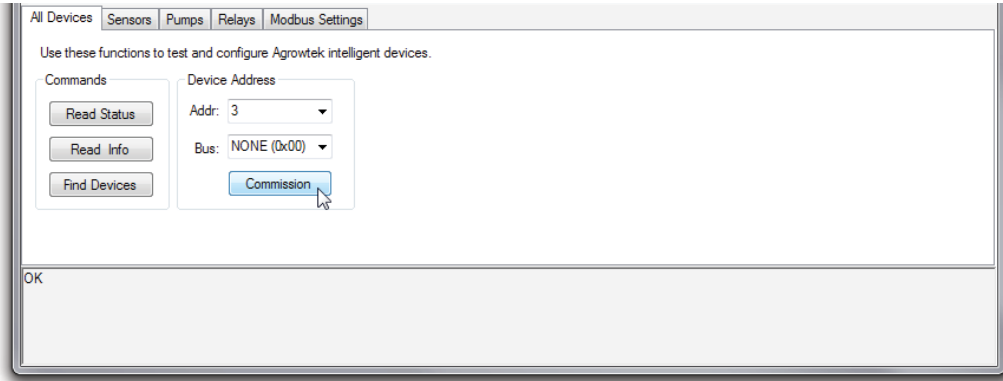 All Devices Sensors Pumps Relays Modbus Settings
Use these functions to test and configure Agrowtek intelligent devices.
Commands
Read Status
Read Info
Find Devices
Device Address
Addr: 3
Bus: NONE (0x00)
Commission
OK